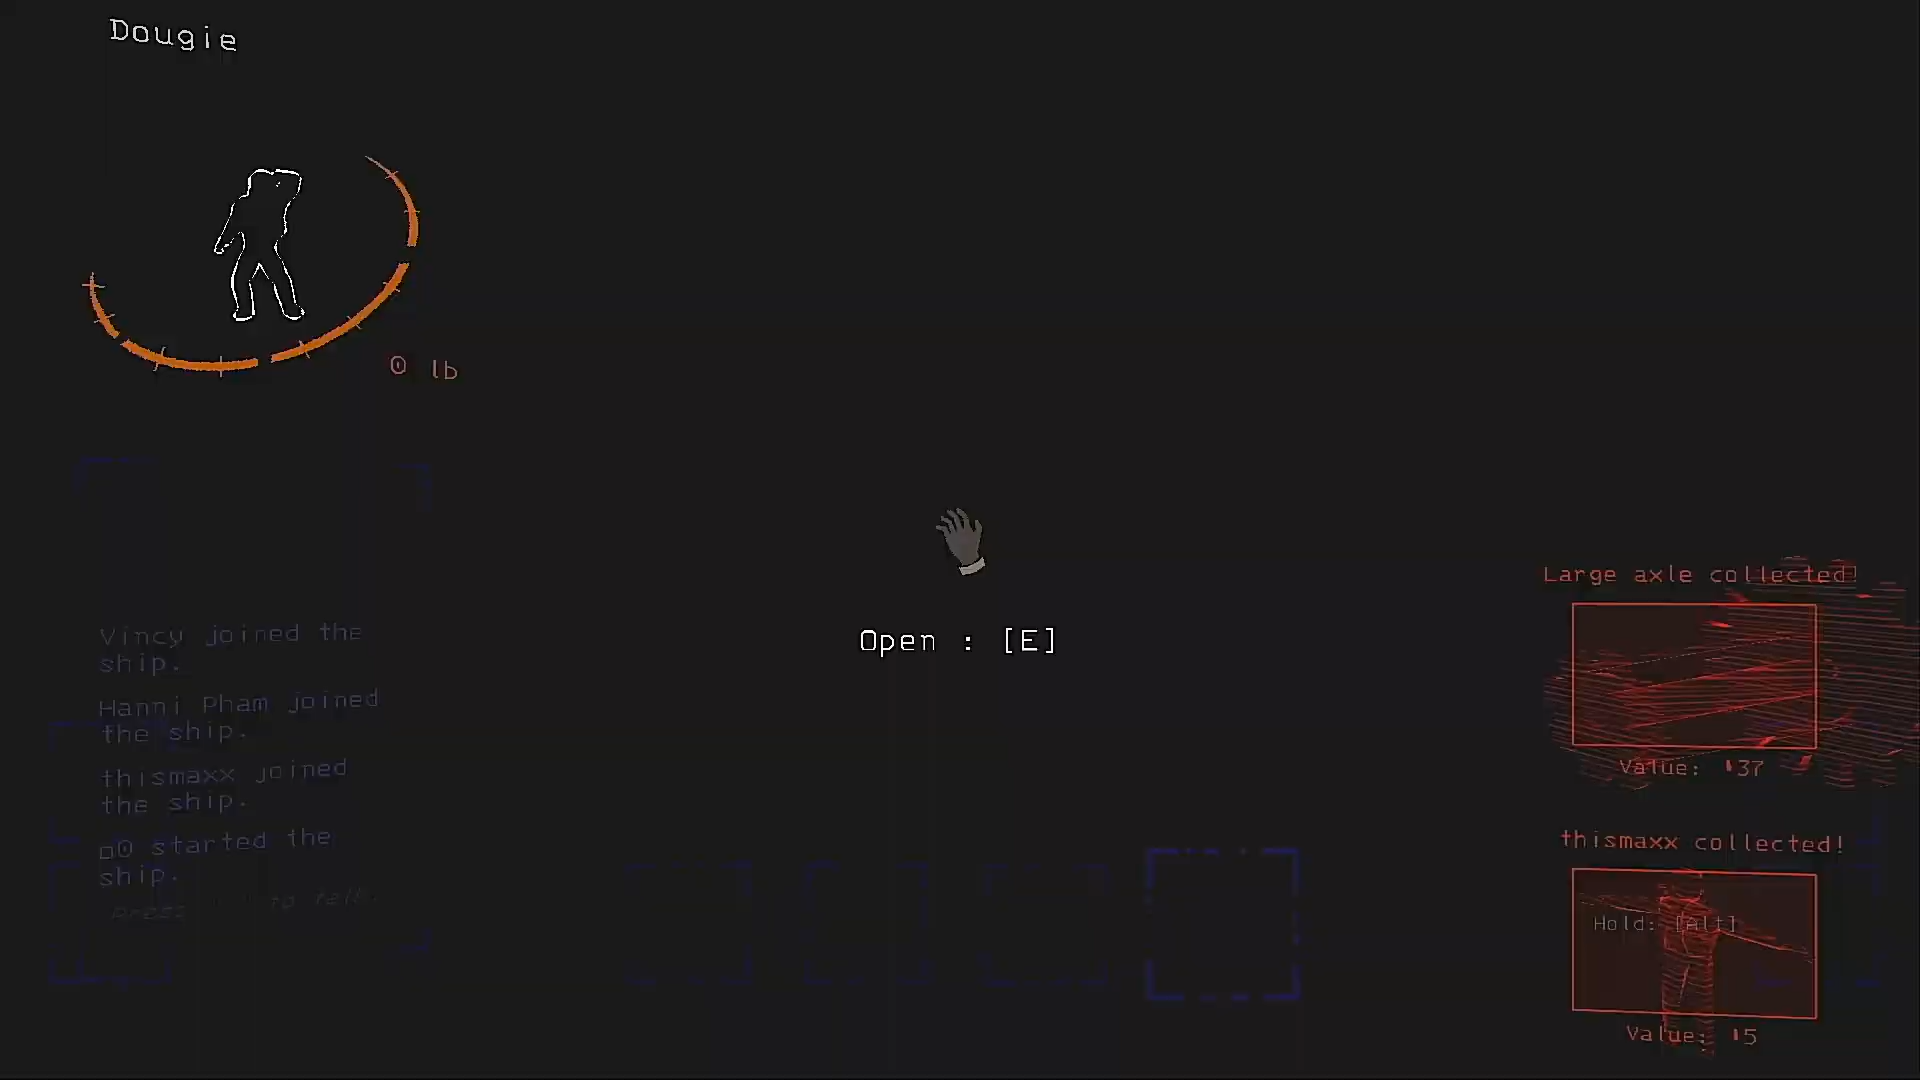 Dougie
0 lb
Open : [E]
Vincy joined the
ship.
Hanni Pham joined
the ship.
thismaxx joined
the ship.
□0 started the
ship.
Large axle collected!
Value: 37
thismaxx collected!
Hold: [Alt]
Value: 5